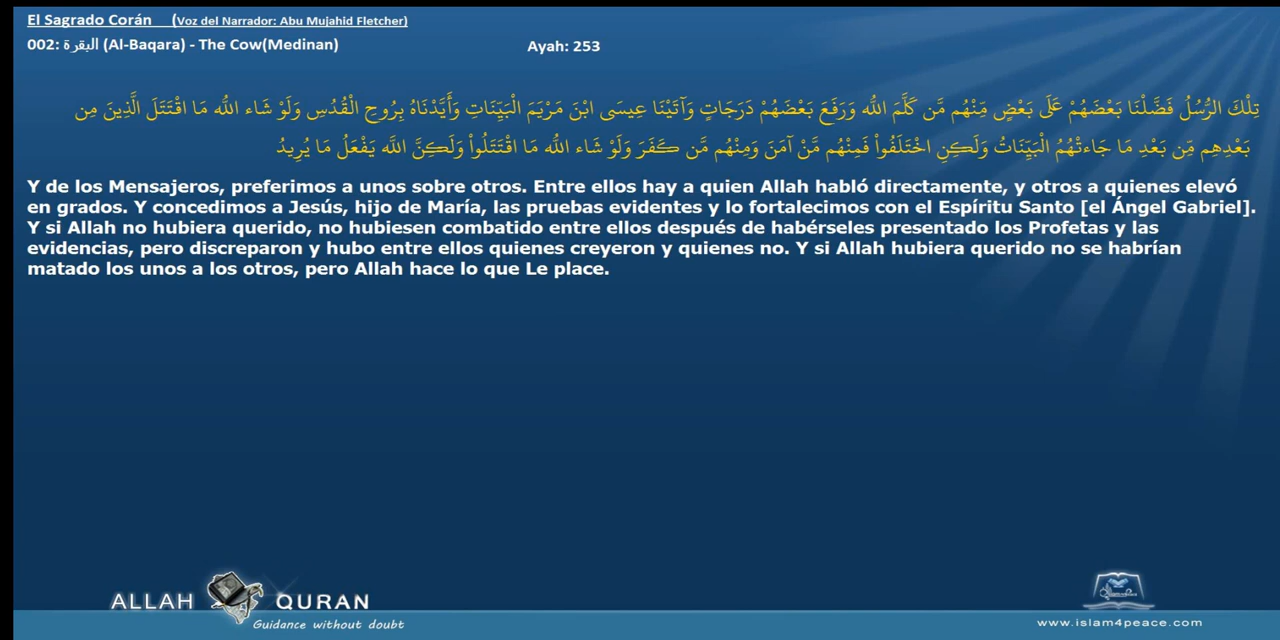 El Sagrado Corán (Voz del Narrador: Abu Mujahid Fletcher)
002: البقرة (Al-Baqara) - The Cow(Medinan)
Ayah: 253
تِلْكَ الرُّسُلُ فَضَّلْنَا بَعْضَهُمْ عَلَى بَعْضٍ مِّنْهُم مَّن كَلَّمَ اللّه وَرَفَعَ بَعْضَهُمْ دَرَجَاتٍ وَآتَيْنَا عِيسَى ابْنَ مَرْيَمَ الْبَيِّنَاتِ وَأَيَّدْنَاهُ بِرُوحِ الْقُدُسِ وَلَوْ شَاء اللّه مَا اقْتَتَلَ الَّذِينَ مِن
بَعْدِهِم مِّن بَعْدِ مَا جَاءتْهُمُ الْبَيِّنَاتُ وَلَكِنِ اخْتَلَفُواْ فَمِنْهُم مَّنْ آمَنَ وَمِنْهُم مَّن كَفَرَ وَلَوْ شَاء اللّه مَا اقْتَتَلُواْ وَلَكِنَّ اللّه يَفْعَلُ مَا يُرِيدُ
Y de los Mensajeros, preferimos a unos sobre otros. Entre ellos hay a quien Allah habló directamente, y otros a quienes elevó
en grados. Y concedimos a Jesús, hijo de María, las pruebas evidentes y lo fortalecimos con el Espíritu Santo [el Ángel Gabriel].
Y si Allah no hubiera querido, no hubiesen combatido entre ellos después de habérseles presentado los Profetas y las
evidencias, pero discreparon y hubo entre ellos quienes creyeron y quienes no. Y si Allah hubiera querido no se habrían
matado los unos a los otros, pero Allah hace lo que Le place.
ALLAH QURAN
Guidance without doubt
www.islam4peace.com